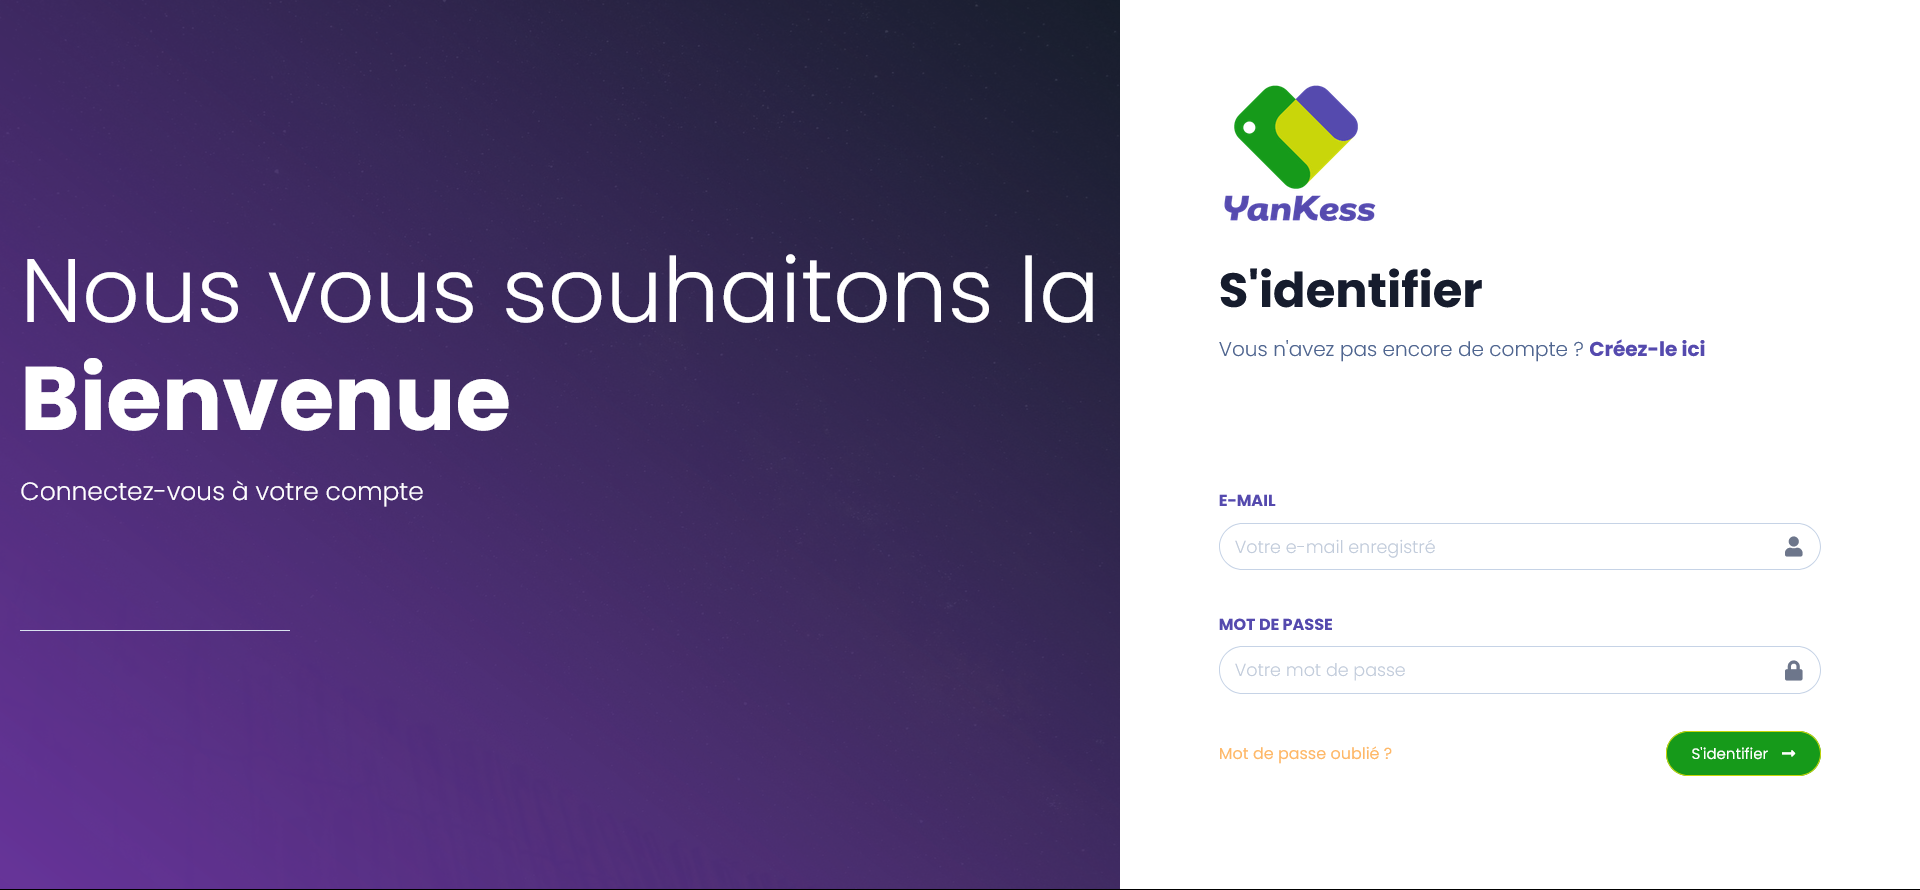 Nous vous souhaitons la
Bienvenue
Connectez-vous à votre compte
YanKess
S'identifier
Vous n'avez pas encore de compte ? Créez-le ici
E-MAIL
Votre e-mail enregistré
MOT DE PASSE
Votre mot de passe
Mot de passe oublié ?
S'identifier